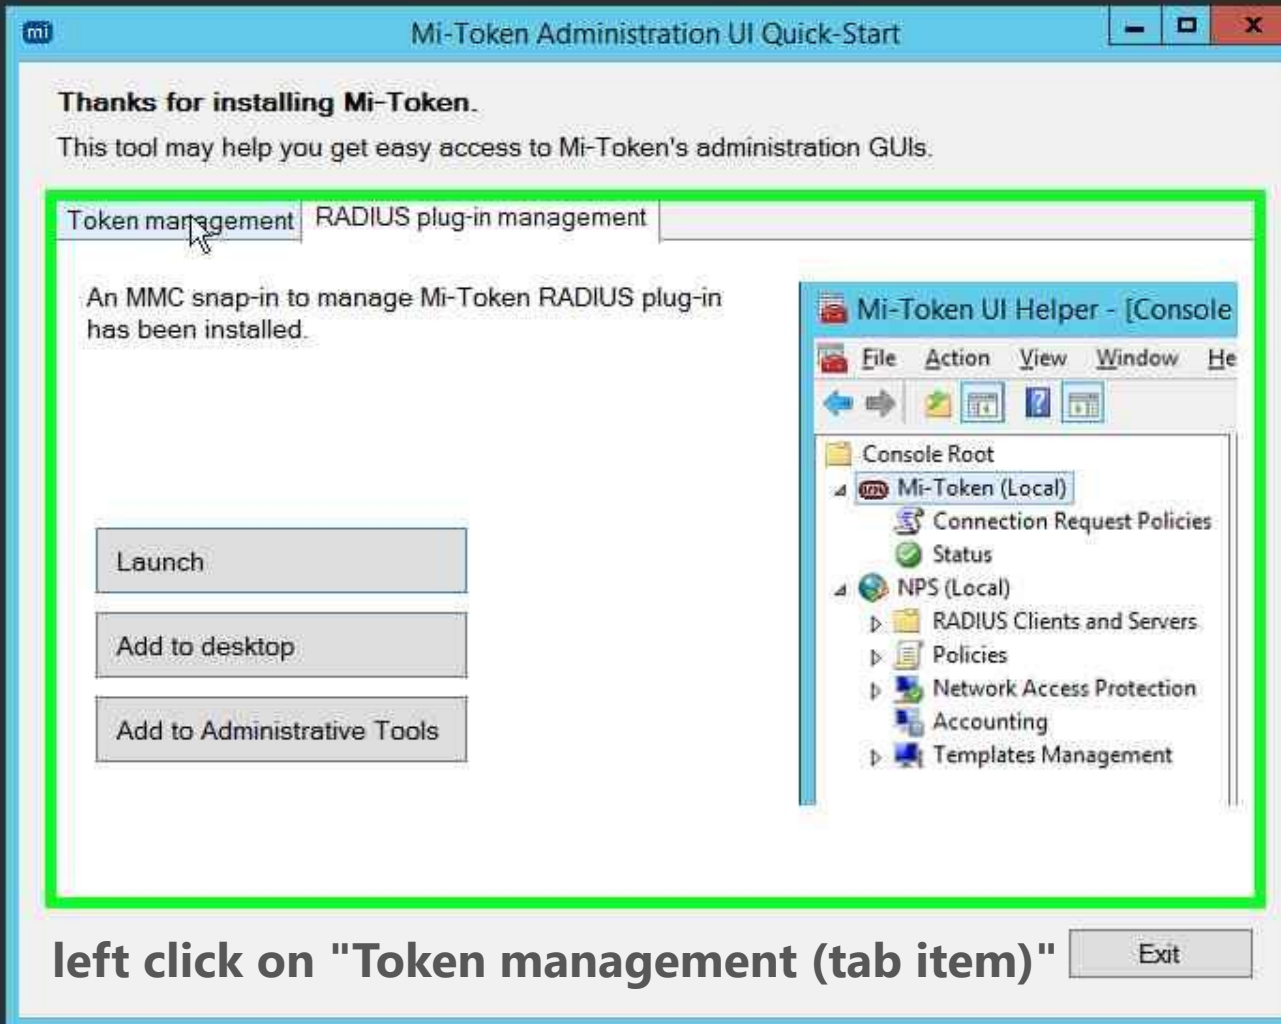 mi
Mi-Token Administration UI Quick-Start
Thanks for installing Mi-Token.
This tool may help you get easy access to Mi-Token's administration GUIs.
Token management
RADIUS plug-in management
An MMC snap-in to manage Mi-Token RADIUS plug-in
has been installed.
Launch
Add to desktop
Add to Administrative Tools
Mi-Token UI Helper - [Console
File Action View Window He
Console Root
Mi-Token (Local)
Connection Request Policies
Status
NPS (Local)
RADIUS Clients and Servers
Policies
Network Access Protection
Accounting
Templates Management
left click on "Token management (tab item)"
Exit